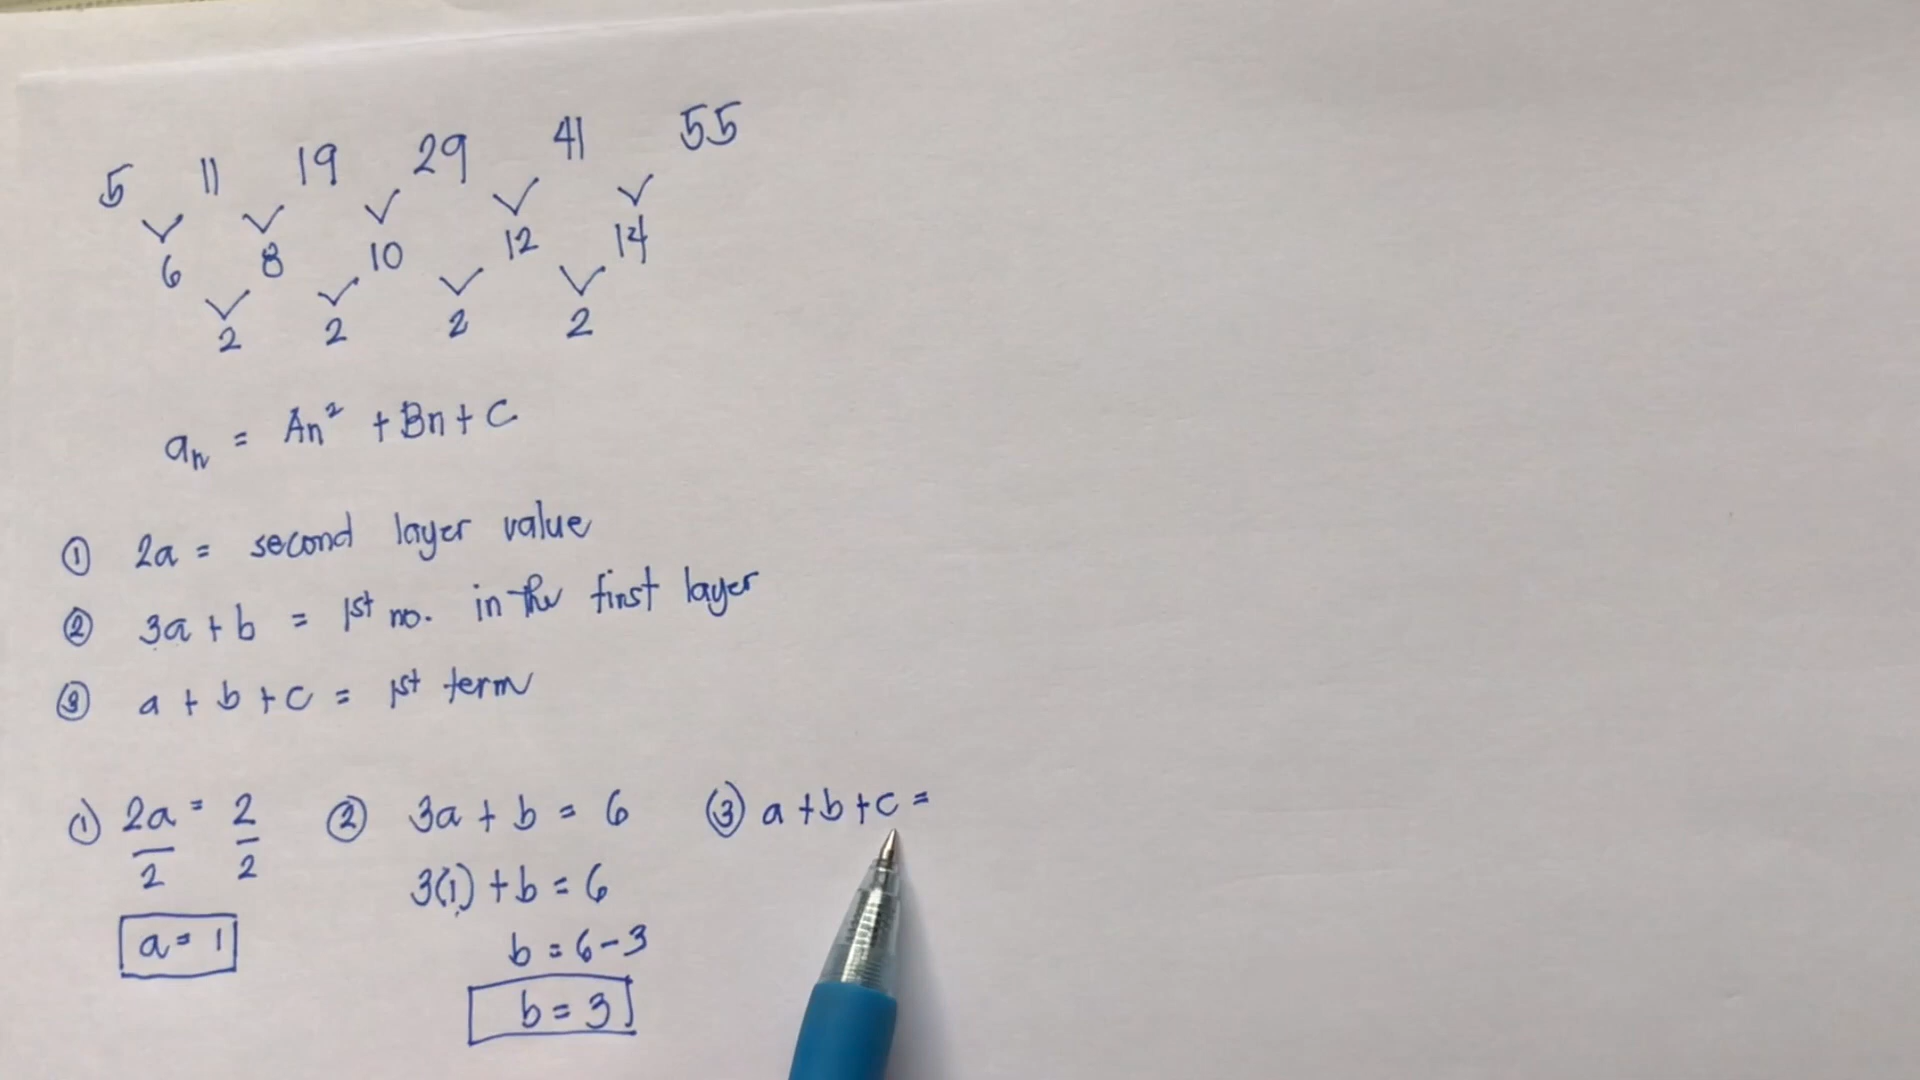 5 11 19 29 41 55
6 8 10 12 14
2 2 2 2
aₙ = An² + Bn + C
① 2a = second layer value
② 3a + b = 1st no. in the first layer
③ a + b + c = 1st term
① 2a/2 = 2/2
a = 1
② 3a + b = 6
3(1) + b = 6
b = 6 - 3
b = 3
③ a + b + c =